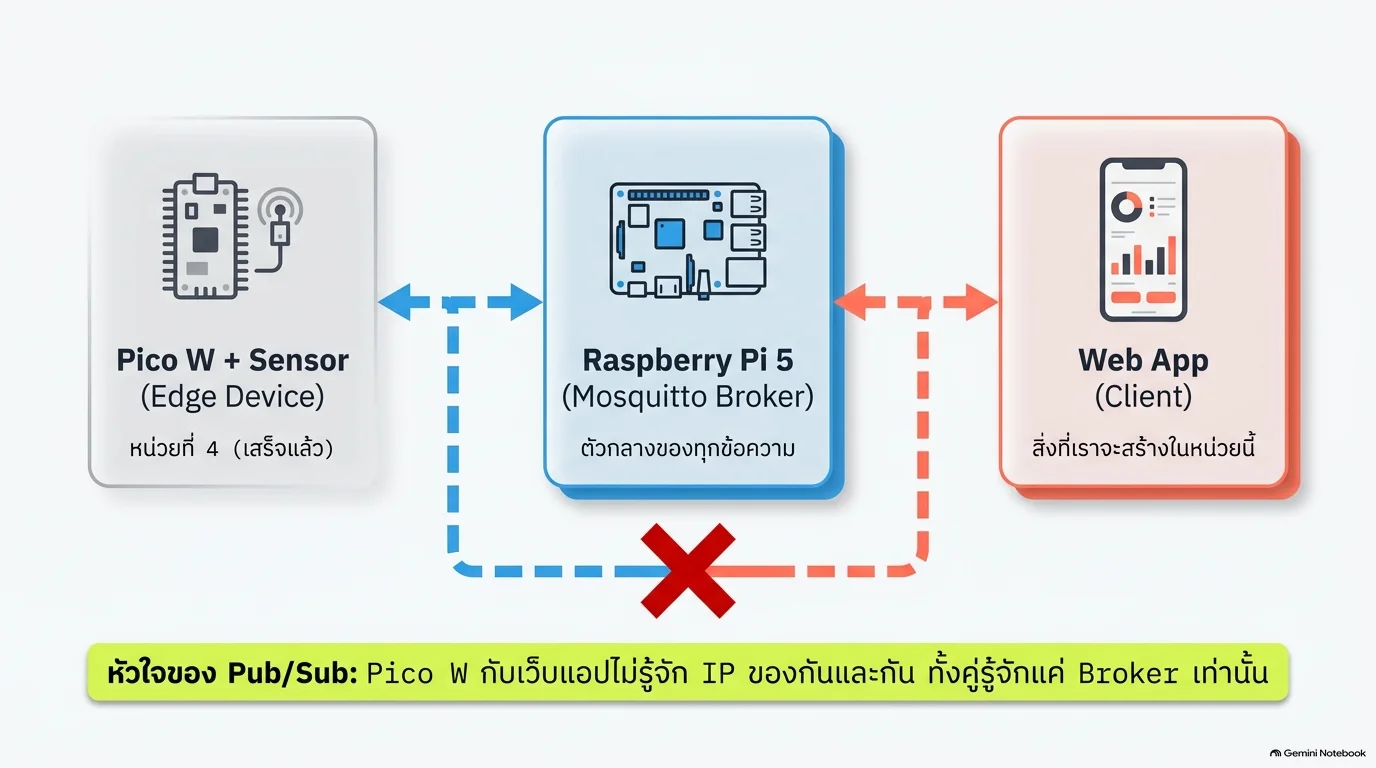 Pico W + Sensor
(Edge Device)
หน่วยที่ 4 (เสร็จแล้ว)
Raspberry Pi 5
(Mosquitto Broker)
ตัวกลางของทุกข้อความ
Web App
(Client)
สิ่งที่เราจะสร้างในหน่วยนี้
หัวใจของ Pub/Sub: Pico W กับเว็บแอปไม่รู้จัก IP ของกันและกัน ทั้งคู่รู้จักแค่ Broker เท่านั้น
Gemini Notebook